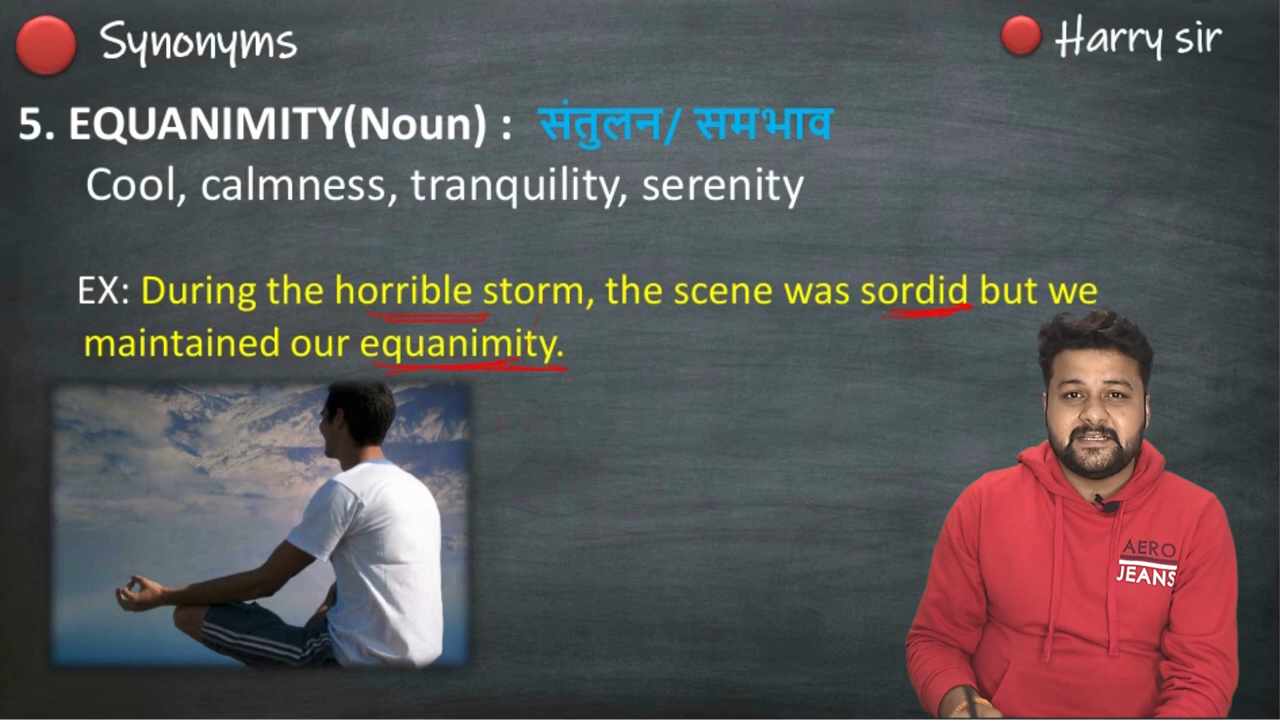 Synonyms
Harry sir
5. EQUANIMITY(Noun) : संतुलन/ समभाव
Cool, calmness, tranquility, serenity
EX: During the horrible storm, the scene was sordid but we
maintained our equanimity.
AERO
JEANS